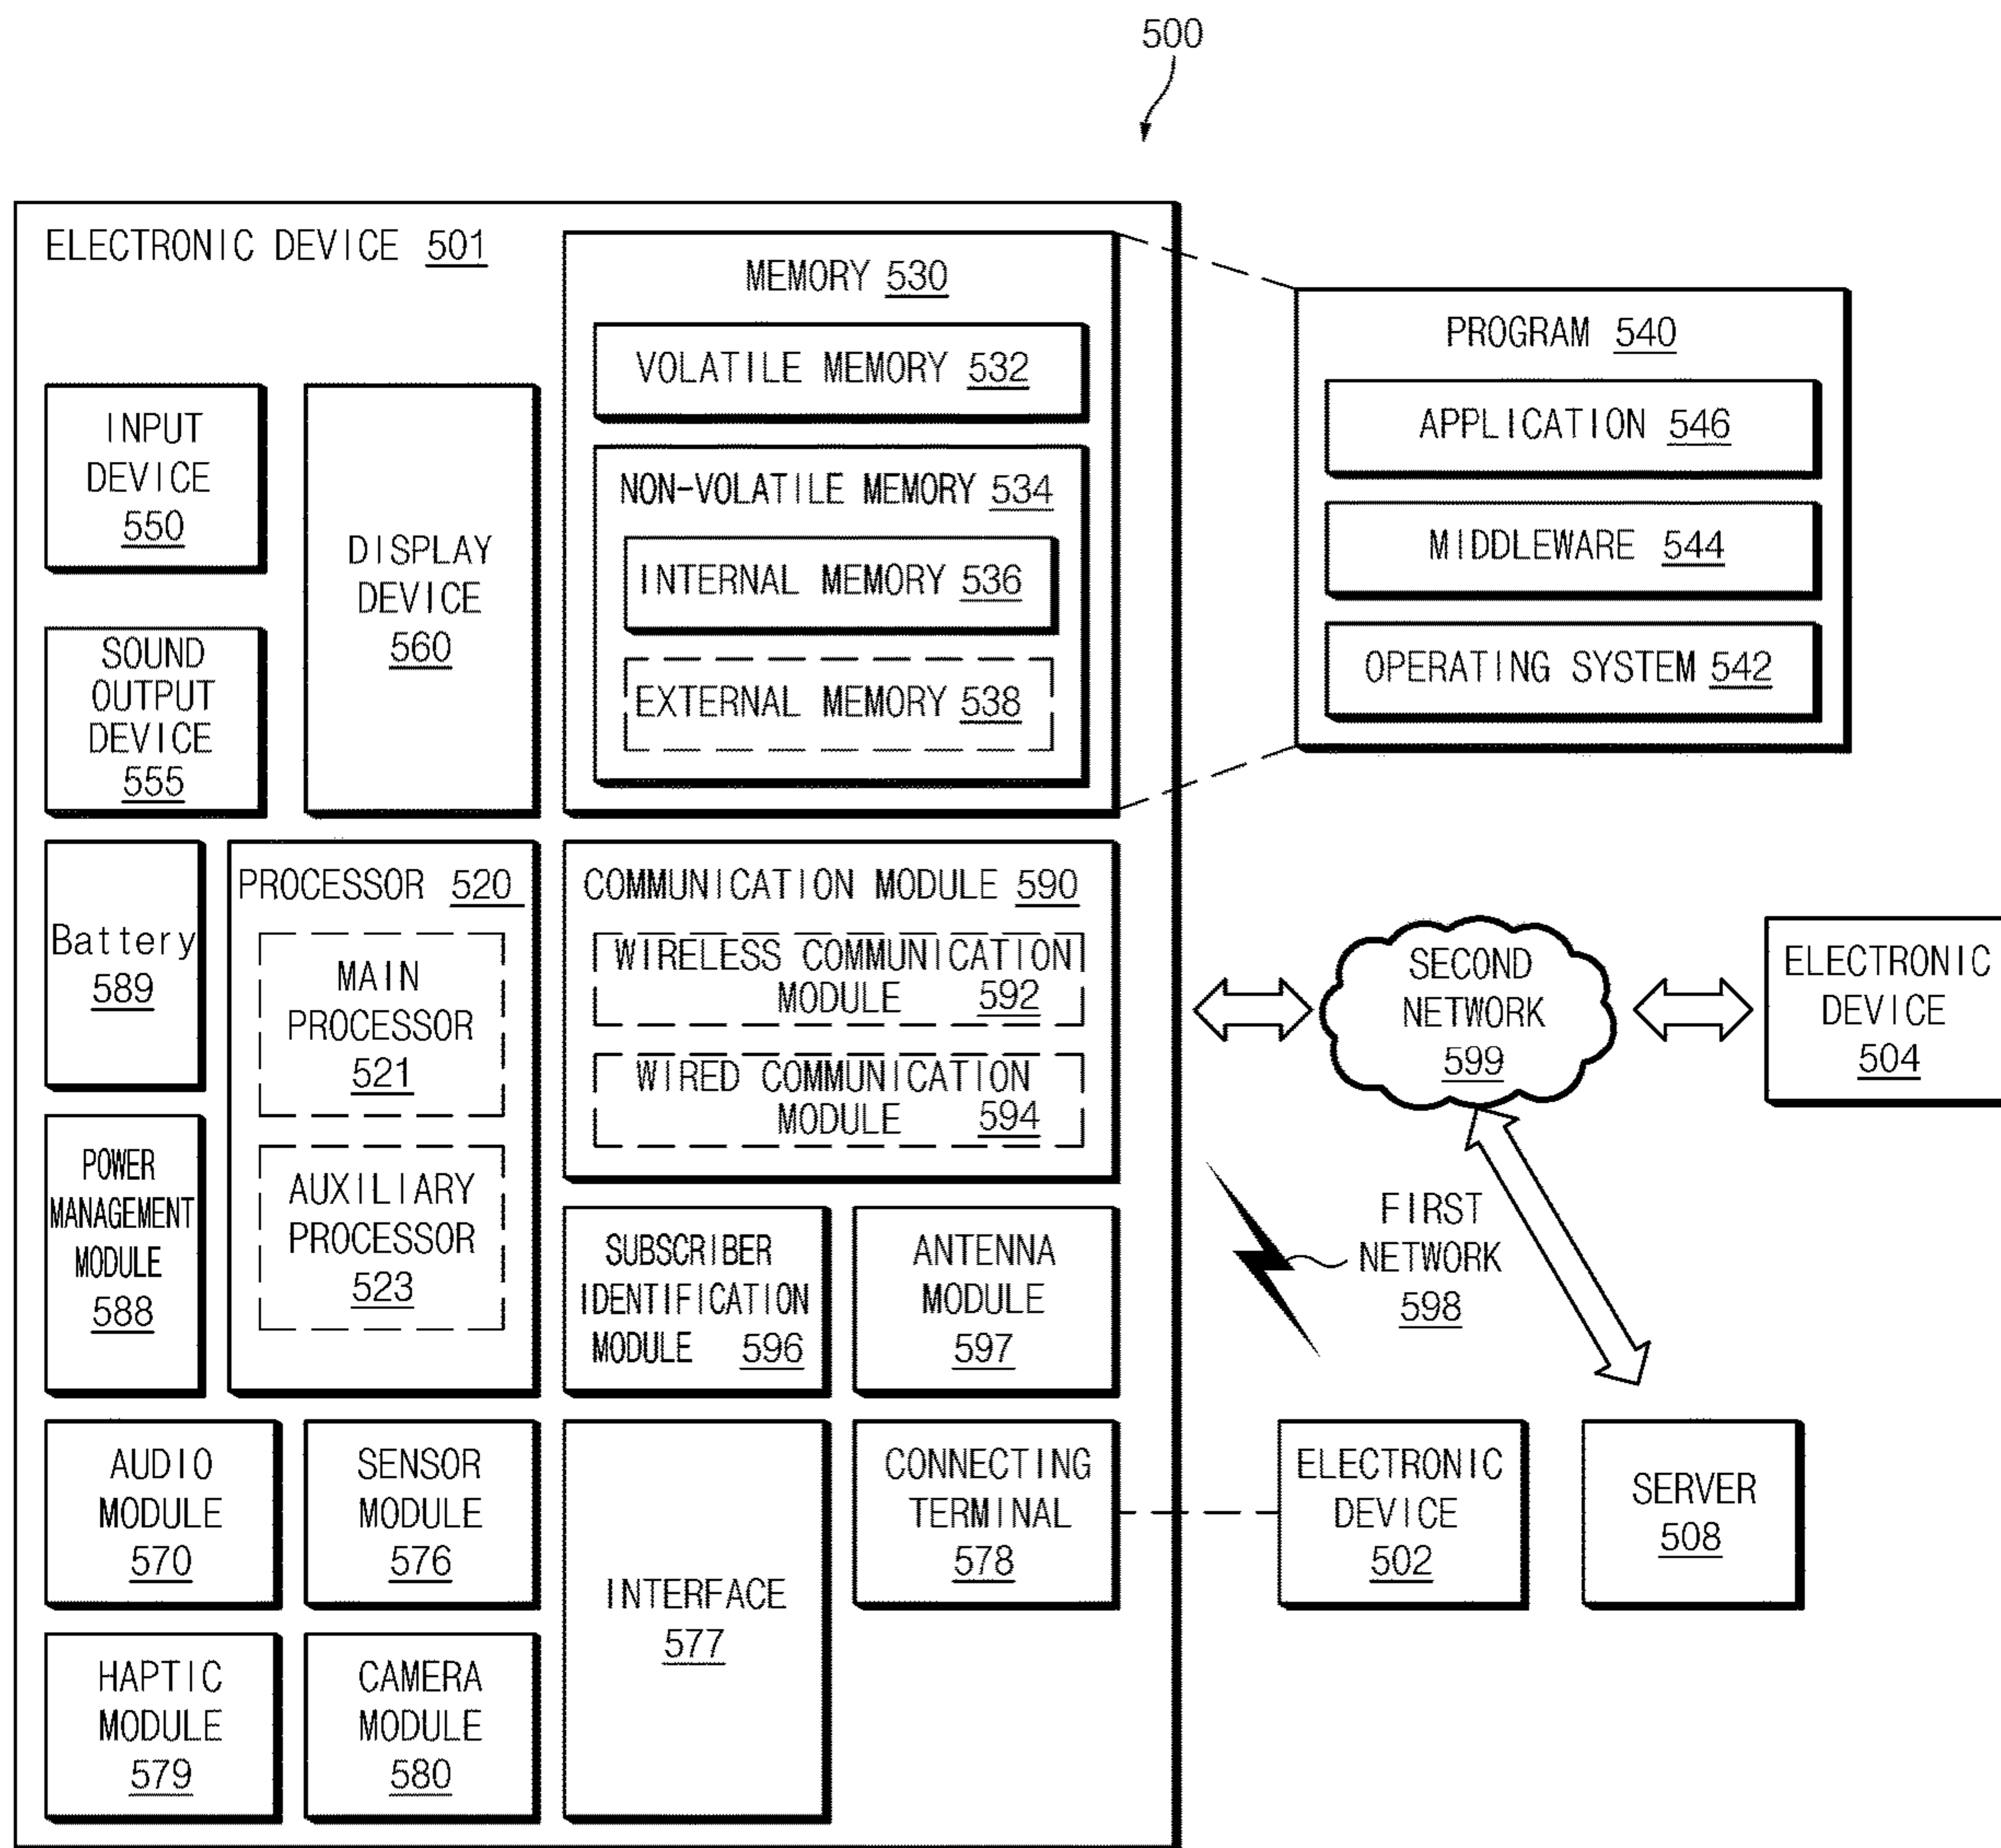 500
ELECTRONIC DEVICE 501
MEMORY 530
VOLATILE MEMORY 532
NON-VOLATILE MEMORY 534
INTERNAL MEMORY 536
EXTERNAL MEMORY 538
PROGRAM 540
APPLICATION 546
MIDDLEWARE 544
OPERATING SYSTEM 542
INPUT
DEVICE
550
DISPLAY
DEVICE
560
SOUND
OUTPUT
DEVICE
555
Battery
589
PROCESSOR 520
MAIN
PROCESSOR
521
AUXILIARY
PROCESSOR
523
POWER
MANAGEMENT
MODULE
588
COMMUNICATION MODULE 590
WIRELESS COMMUNICATION
MODULE 592
WIRED COMMUNICATION
MODULE 594
SECOND
NETWORK
599
ELECTRONIC
DEVICE
504
SUBSCRIBER
IDENTIFICATION
MODULE 596
ANTENNA
MODULE
597
FIRST
NETWORK
598
AUDIO
MODULE
570
SENSOR
MODULE
576
INTERFACE
577
CONNECTING
TERMINAL
578
ELECTRONIC
DEVICE
502
SERVER
508
HAPTIC
MODULE
579
CAMERA
MODULE
580